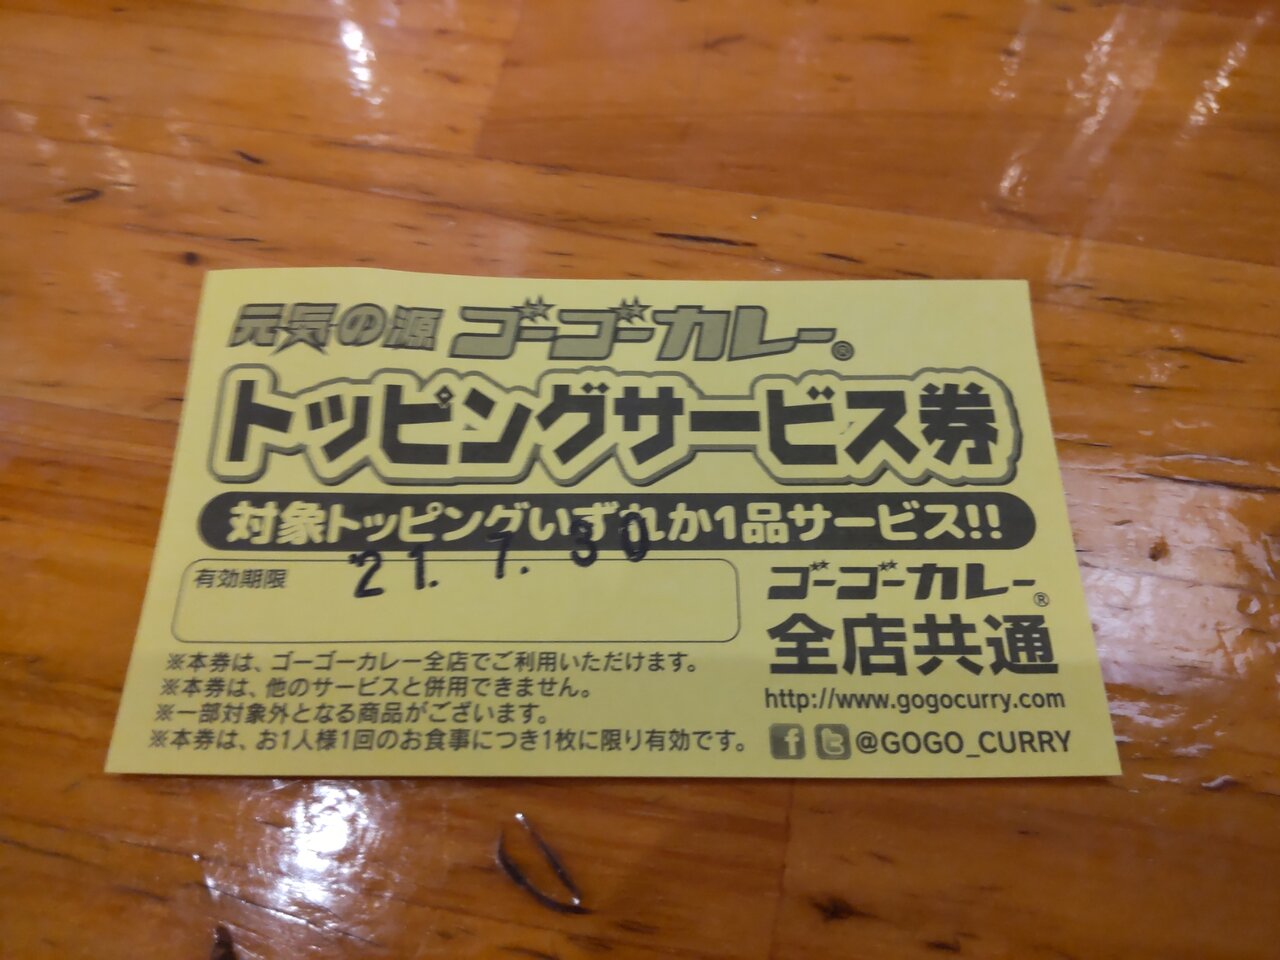 元気の源 ゴーゴーカレー®
トッピングサービス券
対象トッピングいずれか1品サービス!!
有効期限 21.7.30
※本券は、ゴーゴーカレー全店でご利用いただけます。
※本券は、他のサービスと併用できません。
※一部対象外となる商品がございます。
※本券は、お1人様1回のお食事につき1枚に限り有効です。
ゴーゴーカレー®
全店共通
http://www.gogocurry.com
f t @GOGO_CURRY